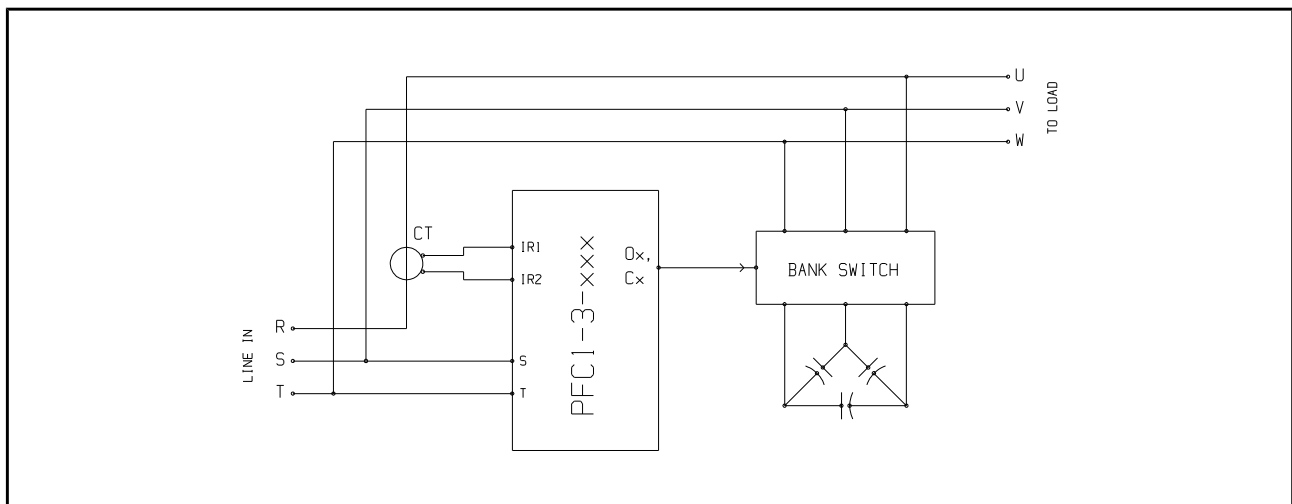 U
V
W
TO LOAD
CT
IR1
IR2
PFC1-3-xxx
Ox,
Cx
BANK SWITCH
LINE IN
R
S
T
S
T